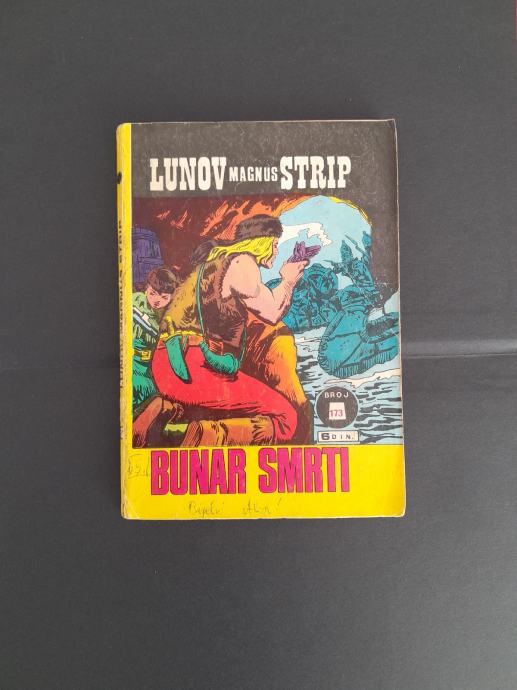 LUNOV MAGNUS STRIP
BROJ
173
6 DIN.
BUNAR SMRTI